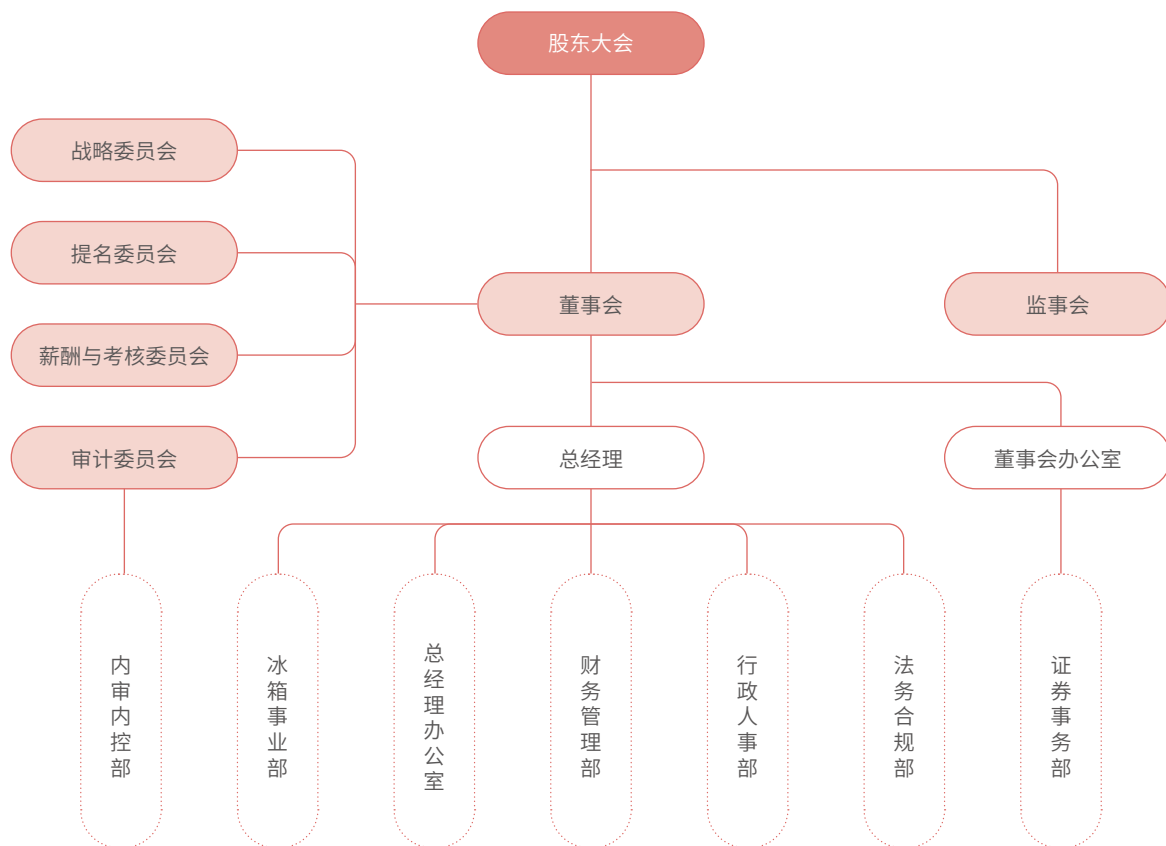 股东大会
战略委员会
提名委员会
董事会
监事会
薪酬与考核委员会
审计委员会
总经理
董事会办公室
内审内控部
冰箱事业部
总经理办公室
财务管理部
行政人事部
法务合规部
证券事务部